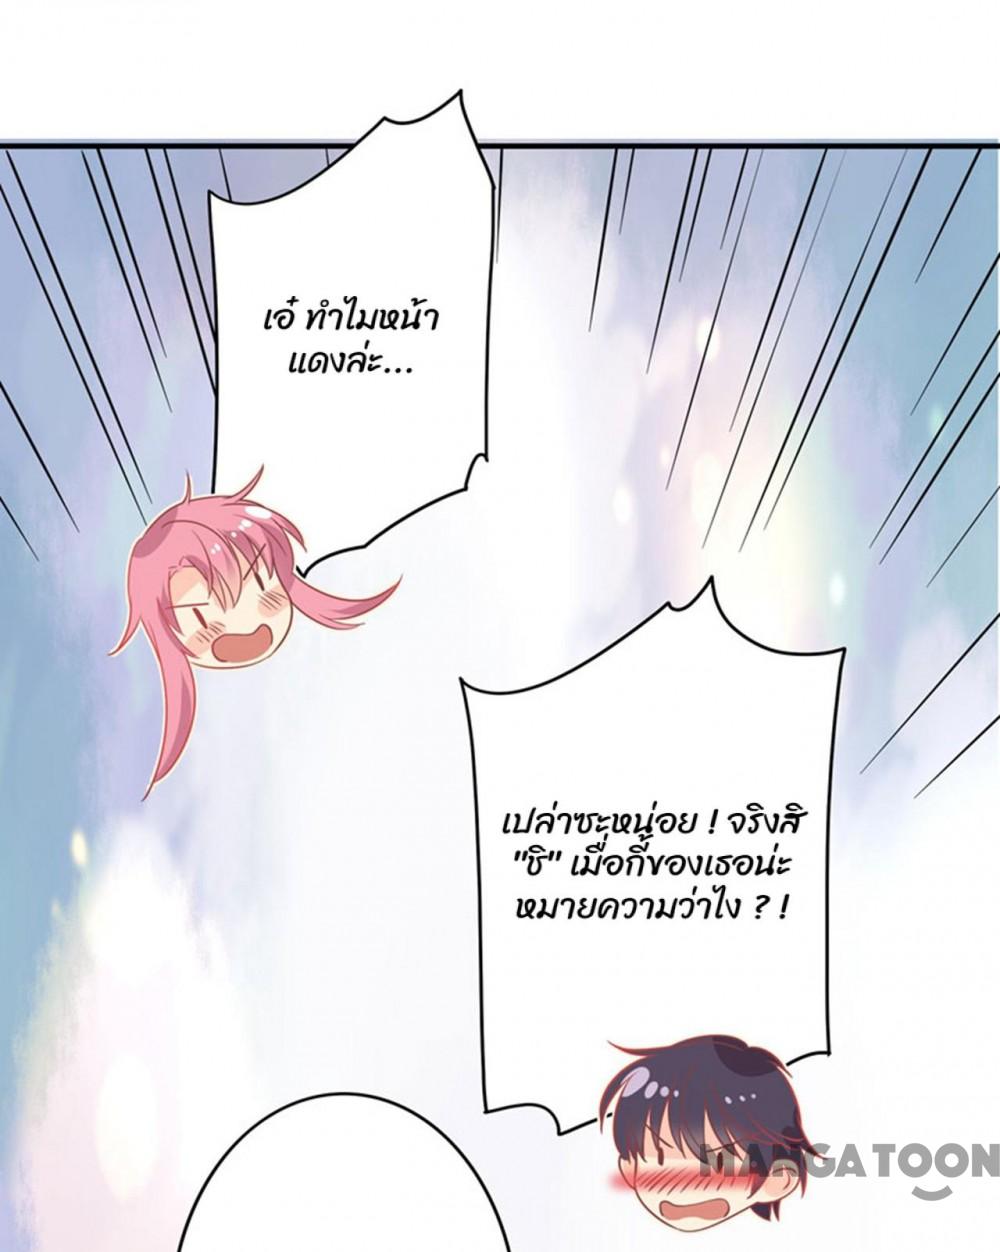 เอ๋ ทำไมหน้า
แดงล่ะ...
เปล่าซะหน่อย ! จริงสิ
"ชิ" เมื่อกี้ของเธอน่ะ
หมายความว่าไง ? !
MANGATOON